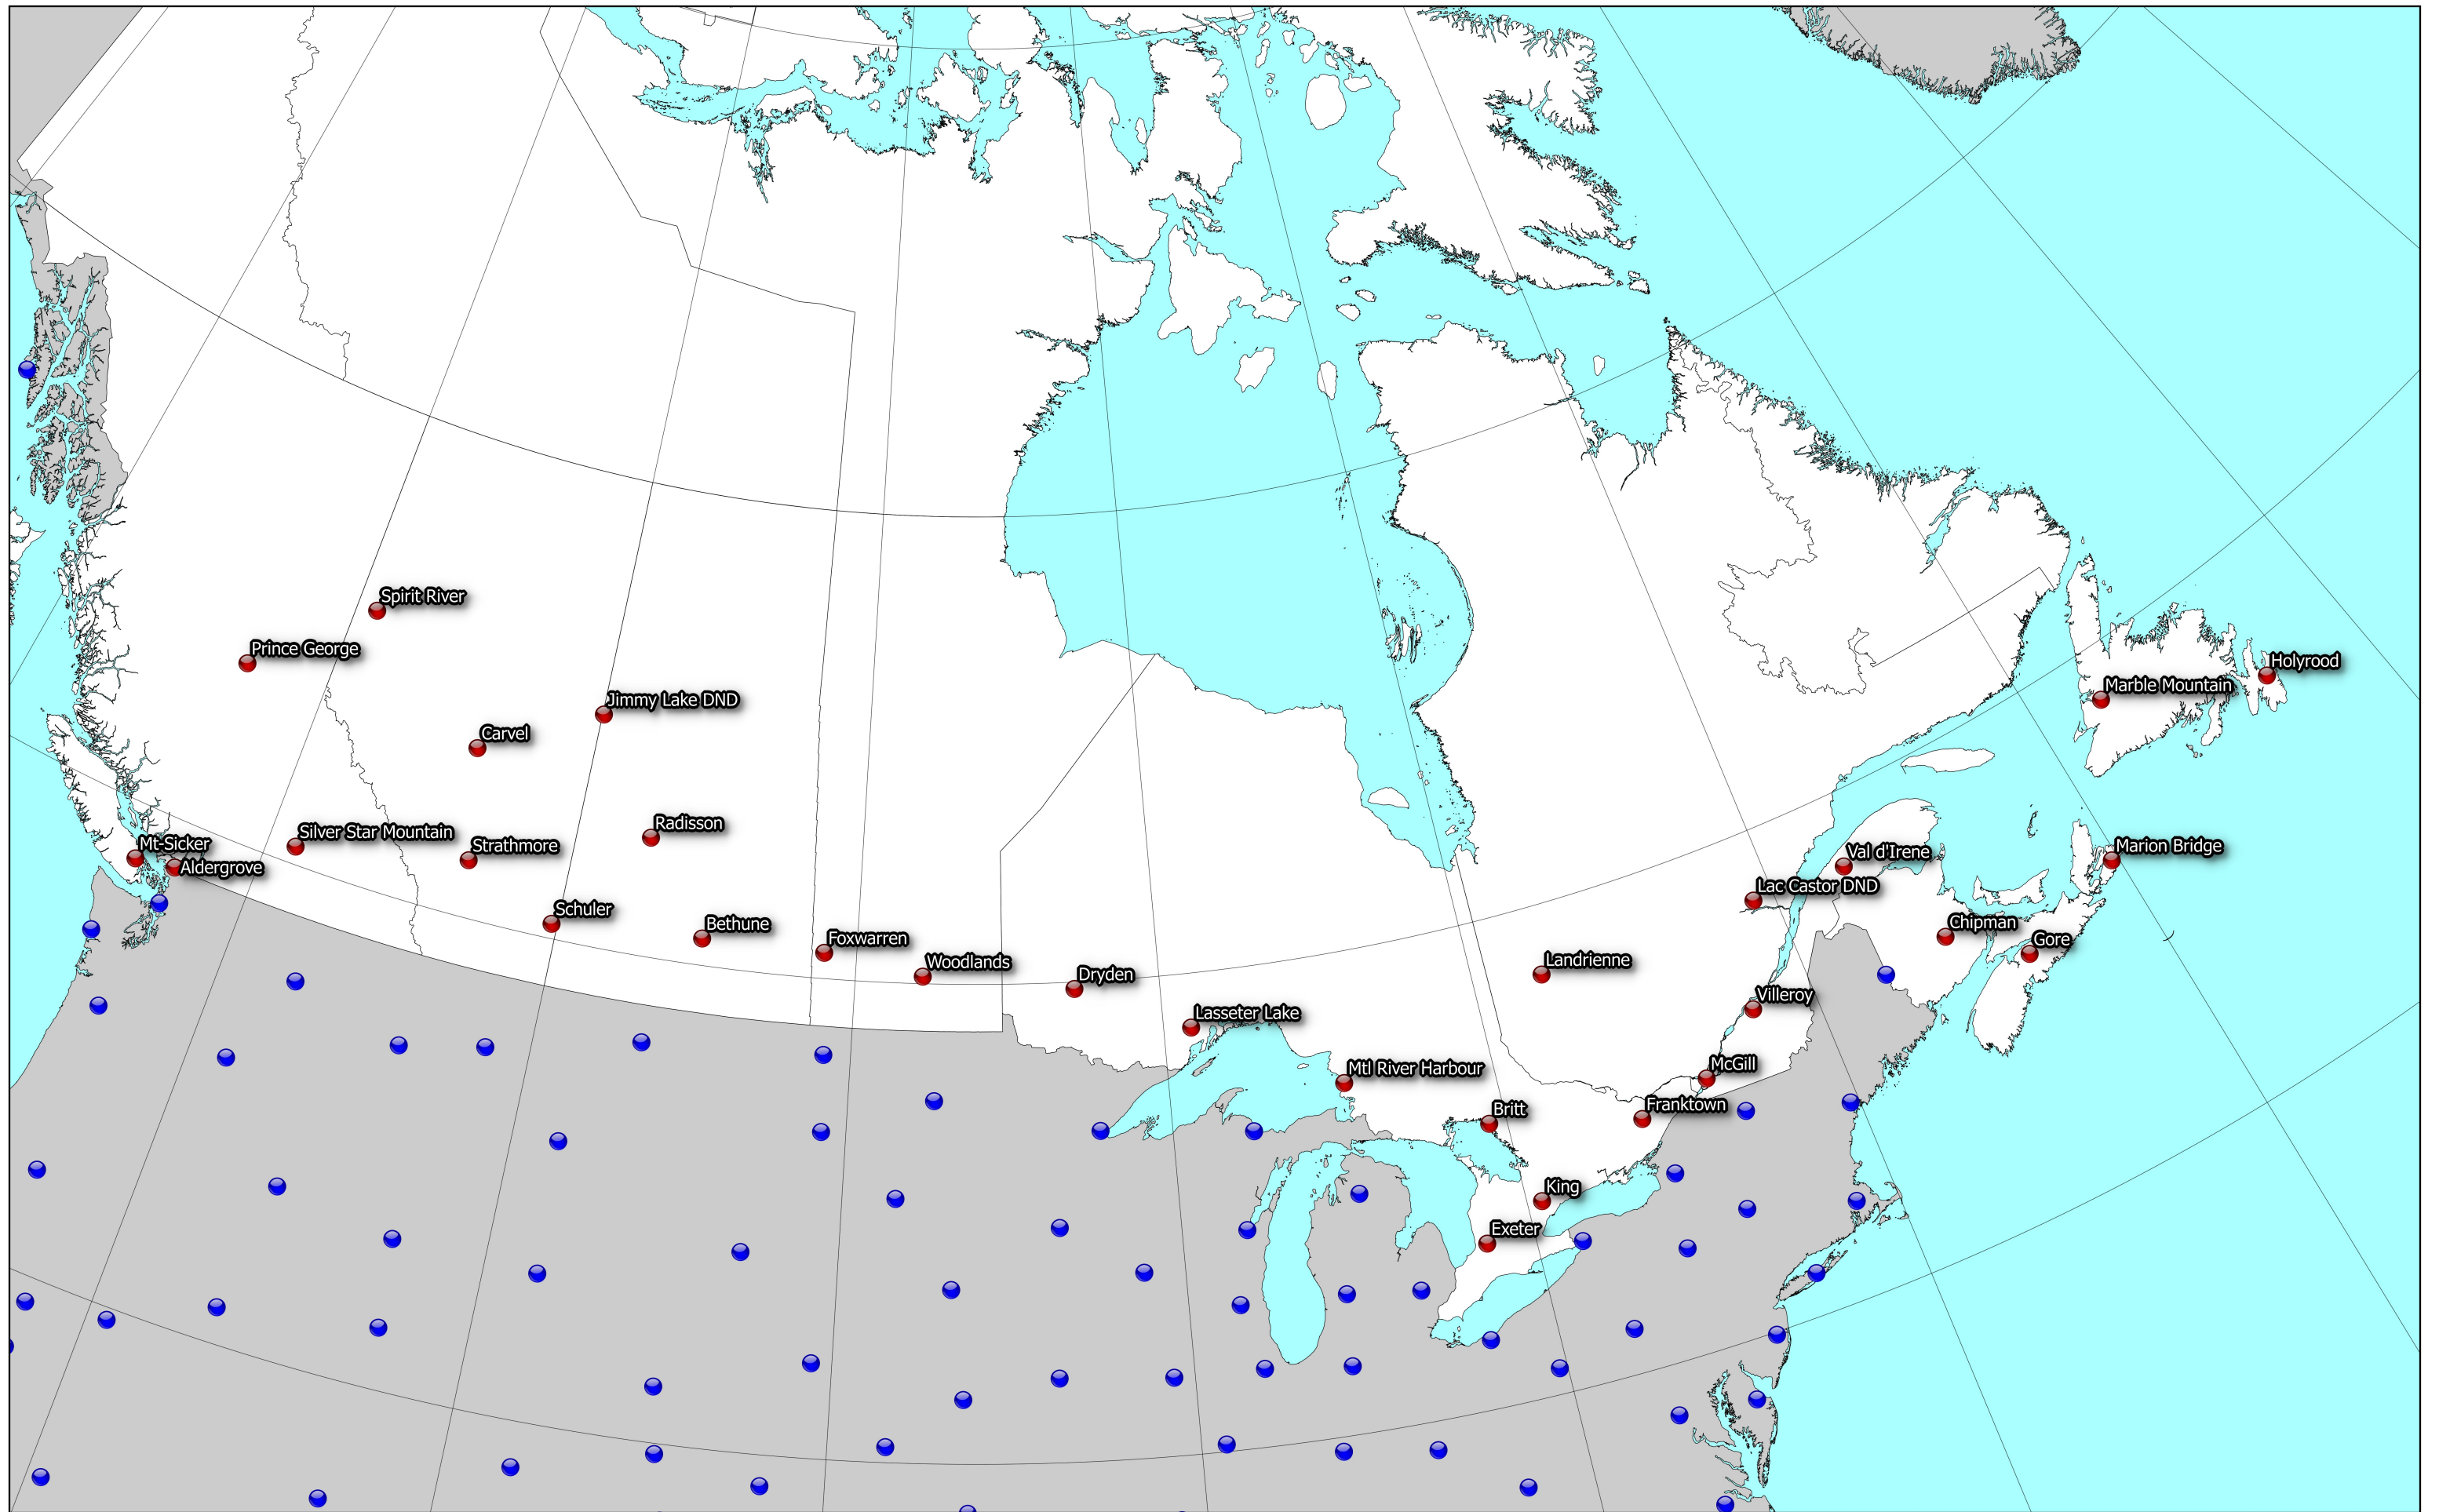 Spirit River
Prince George
Holyrood
Marble Mountain
Jimmy Lake DND
Carvel
Radisson
Silver Star Mountain
Mt-Sicker
Strathmore
Marion Bridge
Val d'Irene
Aldergrove
Lac Castor DND
Schuler
Bethune
Chipman
Foxwarren
Gore
Woodlands
Landrienne
Dryden
Villeroy
Lasseter Lake
McGill
Mtl River Harbour
Franktown
Britt
King
Exeter